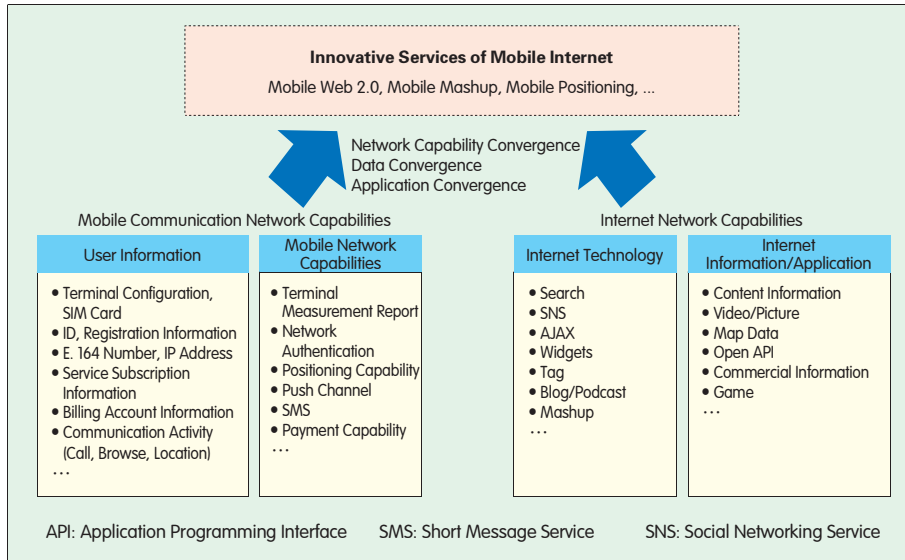 Innovative Services of Mobile Internet
Mobile Web 2.0, Mobile Mashup, Mobile Positioning, ...
Network Capability Convergence
Data Convergence
Application Convergence
Mobile Communication Network Capabilities
User Information
• Terminal Configuration,
SIM Card
• ID, Registration Information
• E. 164 Number, IP Address
• Service Subscription
Information
• Billing Account Information
• Communication Activity
(Call, Browse, Location)
...
Mobile Network
Capabilities
• Terminal
Measurement Report
• Network
Authentication
• Positioning Capability
• Push Channel
• SMS
• Payment Capability
...
Internet Network Capabilities
Internet Technology
• Search
• SNS
• AJAX
• Widgets
• Tag
• Blog/Podcast
• Mashup
...
Internet
Information/Application
• Content Information
• Video/Picture
• Map Data
• Open API
• Commercial Information
• Game
...
API: Application Programming Interface SMS: Short Message Service SNS: Social Networking Service